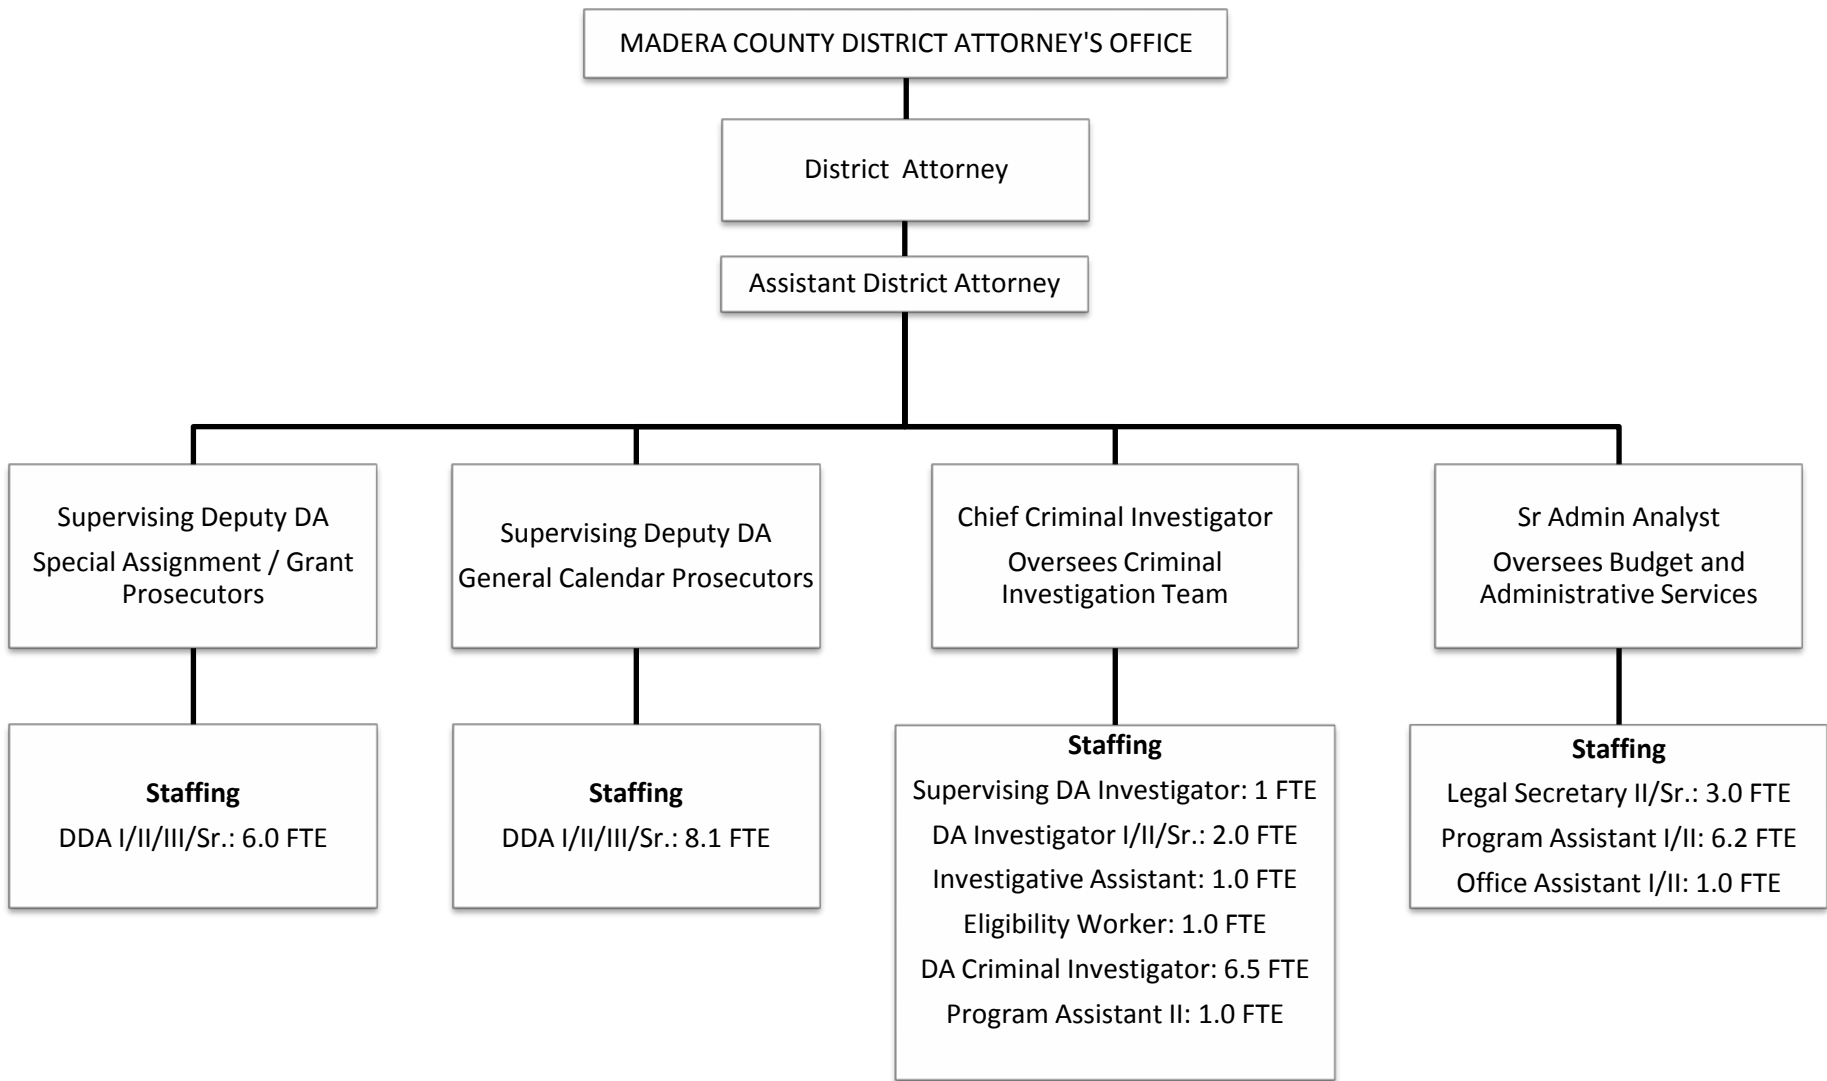 MADERA COUNTY DISTRICT ATTORNEY'S OFFICE
District Attorney
Assistant District Attorney
Supervising Deputy DA
Special Assignment / Grant
Prosecutors
Supervising Deputy DA
General Calendar Prosecutors
Chief Criminal Investigator
Oversees Criminal
Investigation Team
Sr Admin Analyst
Oversees Budget and
Administrative Services
Staffing
DDA I/II/III/Sr.: 6.0 FTE
Staffing
DDA I/II/III/Sr.: 8.1 FTE
Staffing
Supervising DA Investigator: 1 FTE
DA Investigator I/II/Sr.: 2.0 FTE
Investigative Assistant: 1.0 FTE
Eligibility Worker: 1.0 FTE
DA Criminal Investigator: 6.5 FTE
Program Assistant II: 1.0 FTE
Staffing
Legal Secretary II/Sr.: 3.0 FTE
Program Assistant I/II: 6.2 FTE
Office Assistant I/II: 1.0 FTE